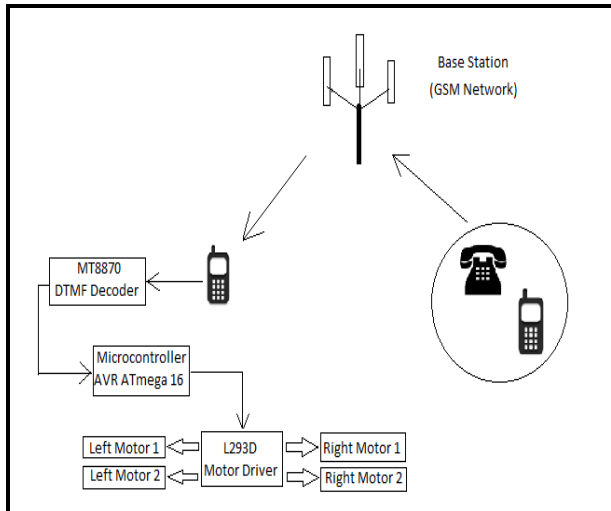 Base Station
(GSM Network)
MT8870
DTMF Decoder
Microcontroller
AVR ATmega 16
L293D
Motor Driver
Left Motor 1
Left Motor 2
Right Motor 1
Right Motor 2